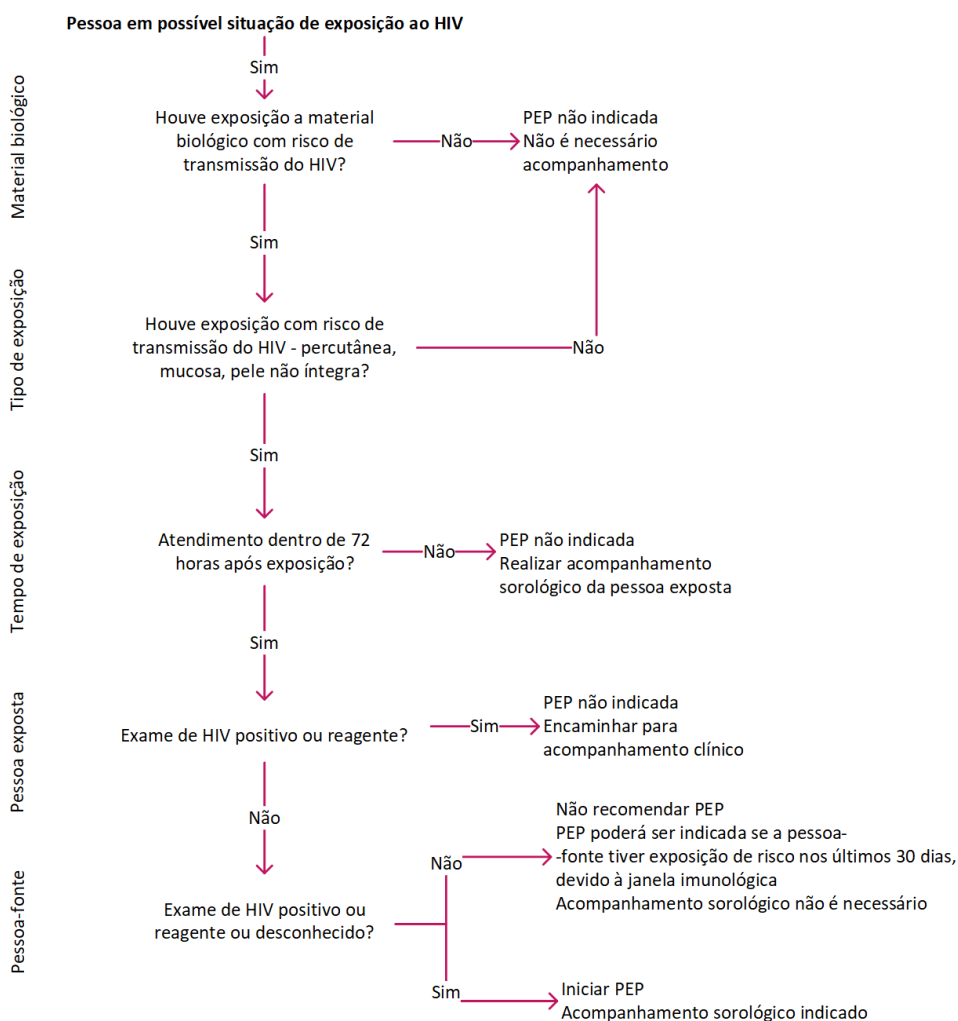 Pessoa em possível situação de exposição ao HIV
Sim
Material biológico
Houve exposição a material
biológico com risco de
transmissão do HIV?
Não
PEP não indicada
Não é necessário
acompanhamento
Sim
Tipo de exposição
Houve exposição com risco de
transmissão do HIV - percutânea,
mucosa, pele não íntegra?
Não
Sim
Tempo de exposição
Atendimento dentro de 72
horas após exposição?
Não
PEP não indicada
Realizar acompanhamento
sorológico da pessoa exposta
Sim
Pessoa exposta
Exame de HIV positivo ou reagente?
Sim
PEP não indicada
Encaminhar para
acompanhamento clínico
Não
Pessoa-fonte
Exame de HIV positivo ou
reagente ou desconhecido?
Não
Não recomendar PEP
PEP poderá ser indicada se a pessoa-
-fonte tiver exposição de risco nos últimos 30 dias,
devido à janela imunológica
Acompanhamento sorológico não é necessário
Sim
Iniciar PEP
Acompanhamento sorológico indicado